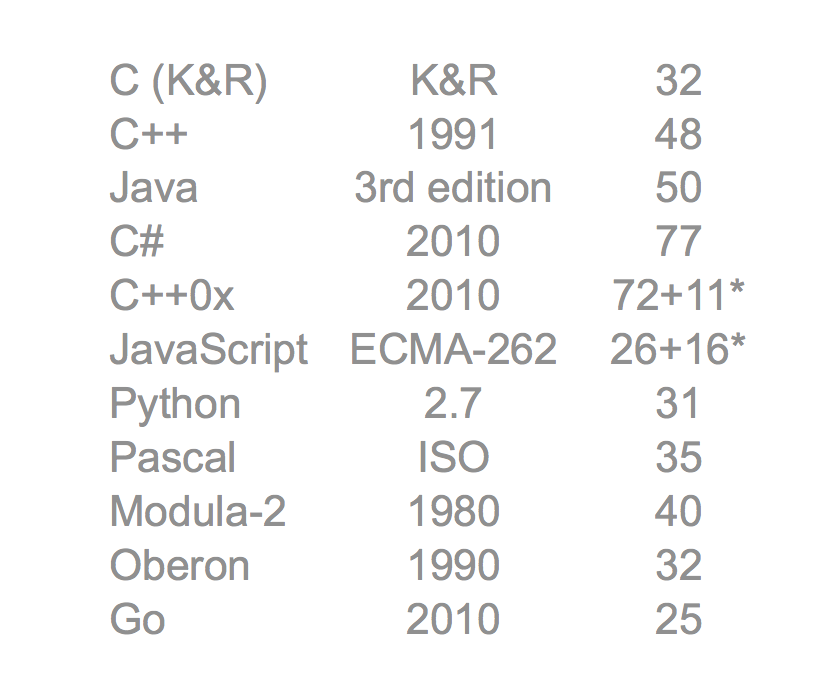 C (K&R) K&R 32
C++ 1991 48
Java 3rd edition 50
C# 2010 77
C++0x 2010 72+11*
JavaScript ECMA-262 26+16*
Python 2.7 31
Pascal ISO 35
Modula-2 1980 40
Oberon 1990 32
Go 2010 25